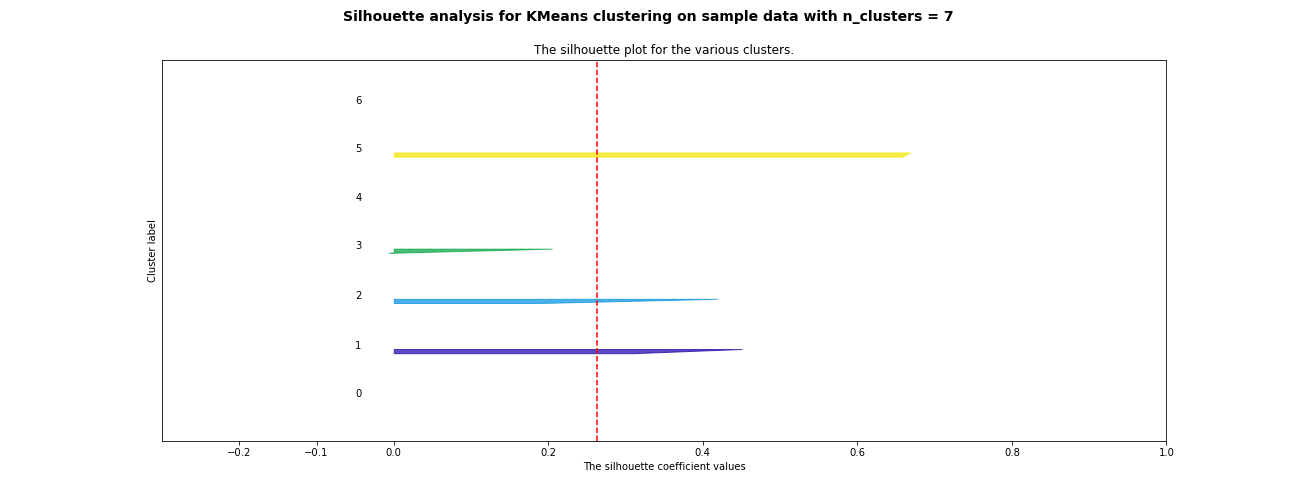 Silhouette analysis for KMeans clustering on sample data with n_clusters = 7
The silhouette plot for the various clusters.
6
5
4
3
2
1
0
Cluster label
−0.2 −0.1 0.0 0.2 0.4 0.6 0.8 1.0
The silhouette coefficient values